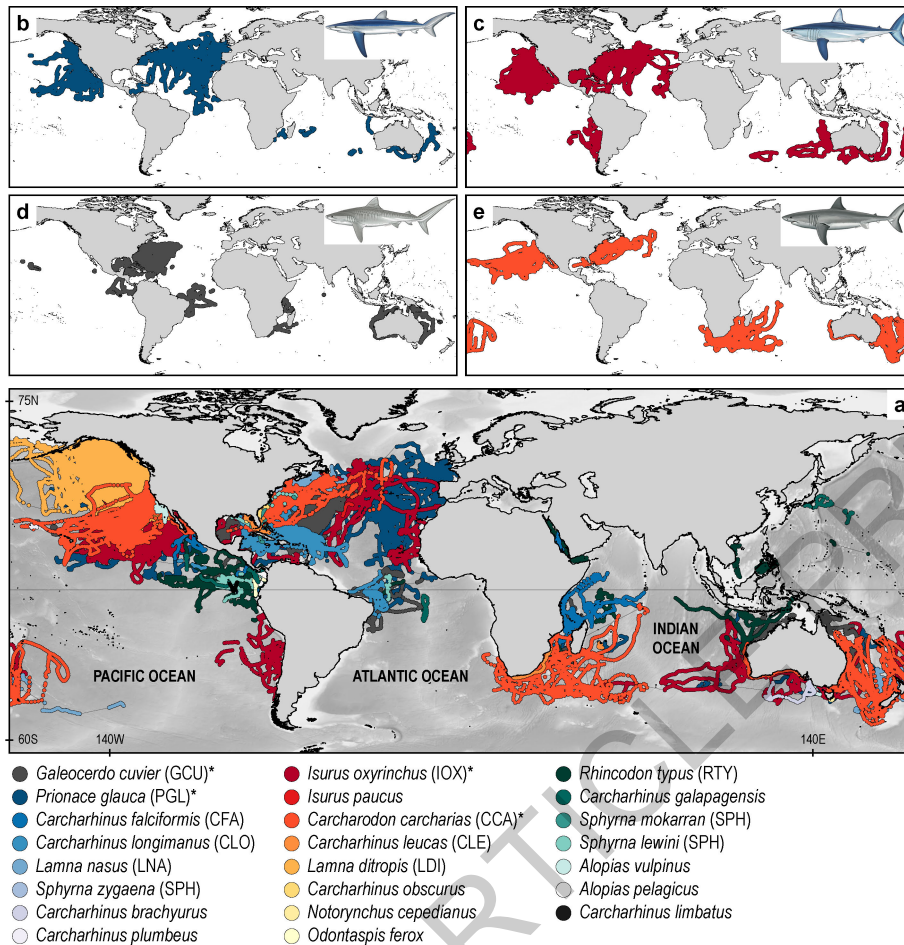 b
c
d
e
a
75N
PACIFIC OCEAN
ATLANTIC OCEAN
INDIAN
OCEAN
60S
140W
140E
Galeocerdo cuvier (GCU)*
Prionace glauca (PGL)*
Carcharhinus falciformis (CFA)
Carcharhinus longimanus (CLO)
Lamna nasus (LNA)
Sphyrna zygaena (SPH)
Carcharhinus brachyurus
Carcharhinus plumbeus
Isurus oxyrinchus (IOX)*
Isurus paucus
Carcharodon carcharias (CCA)*
Carcharhinus leucas (CLE)
Lamna ditropis (LDI)
Carcharhinus obscurus
Notorynchus cepedianus
Odontaspis ferox
Rhincodon typus (RTY)
Carcharhinus galapagensis
Sphyrna mokarran (SPH)
Sphyrna lewini (SPH)
Alopias vulpinus
Alopias pelagicus
Carcharhinus limbatus